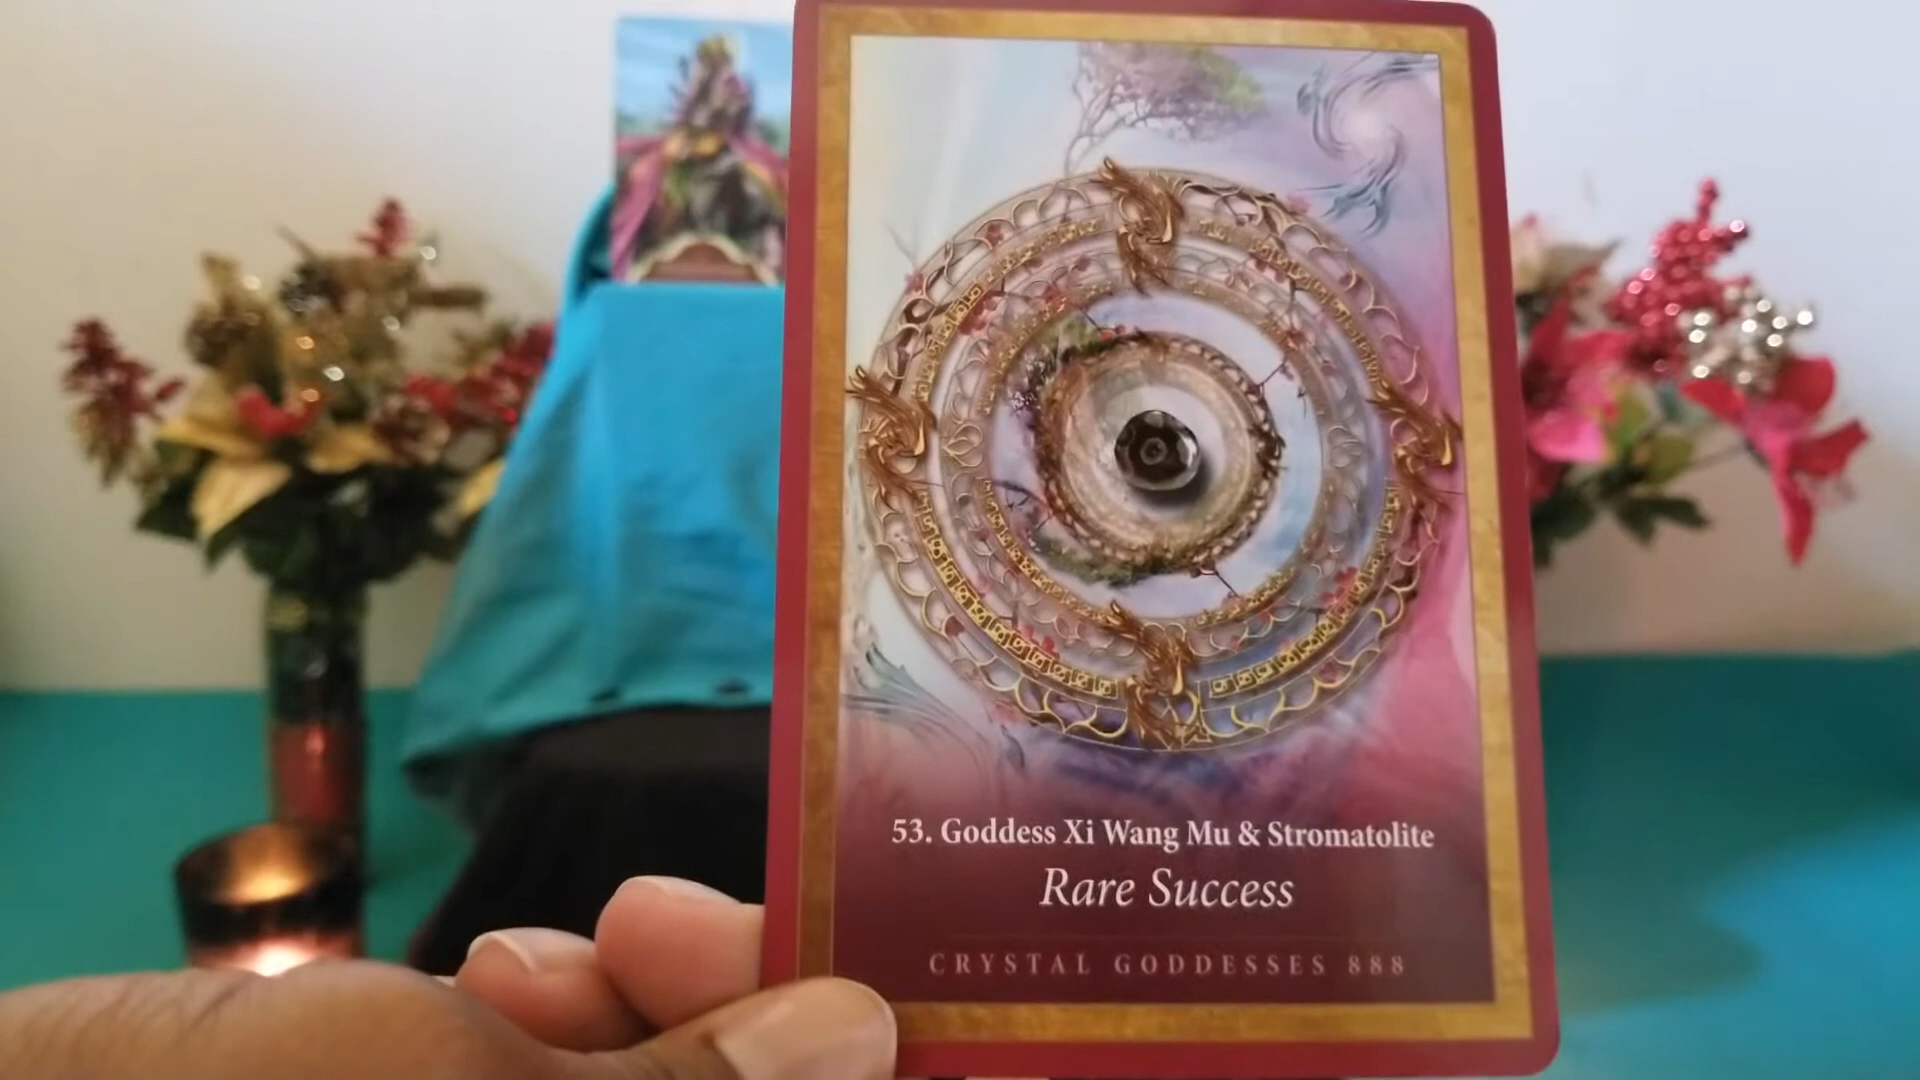 53. Goddess Xi Wang Mu & Stromatolite
Rare Success
CRYSTAL GODDESSES 888